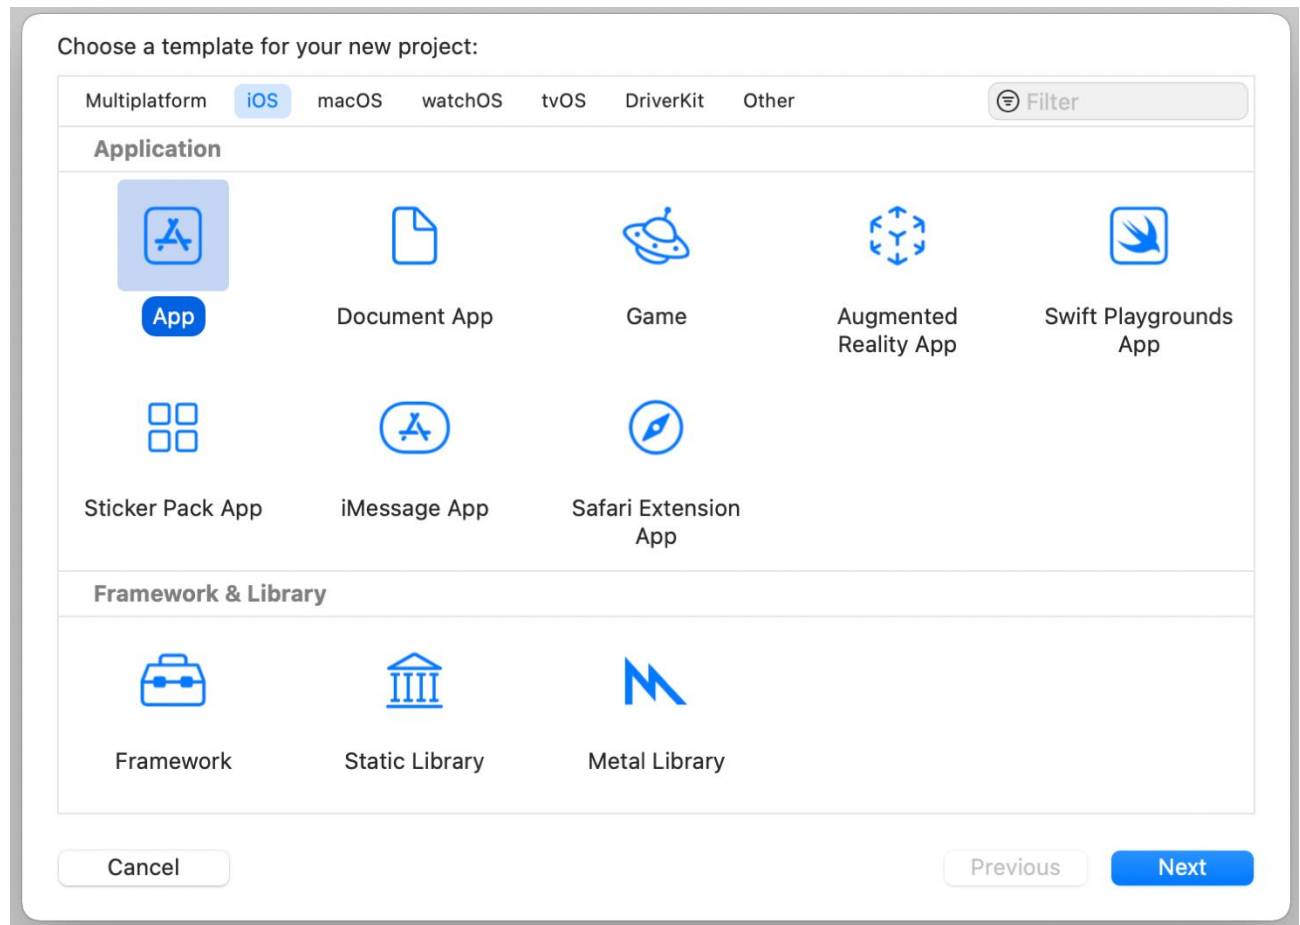 Choose a template for your new project:
Multiplatform iOS macOS watchOS tvOS DriverKit Other Filter
Application
App Document App Game Augmented Reality App Swift Playgrounds App
Sticker Pack App iMessage App Safari Extension App
Framework & Library
Framework Static Library Metal Library
Cancel Previous Next